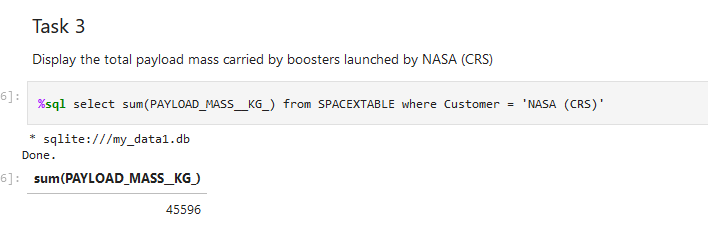 Task 3
Display the total payload mass carried by boosters launched by NASA (CRS)
6]: %sql select sum(PAYLOAD_MASS__KG_) from SPACEXTABLE where Customer = 'NASA (CRS)'
* sqlite:///my_data1.db
Done.
6]: sum(PAYLOAD_MASS__KG_)
45596